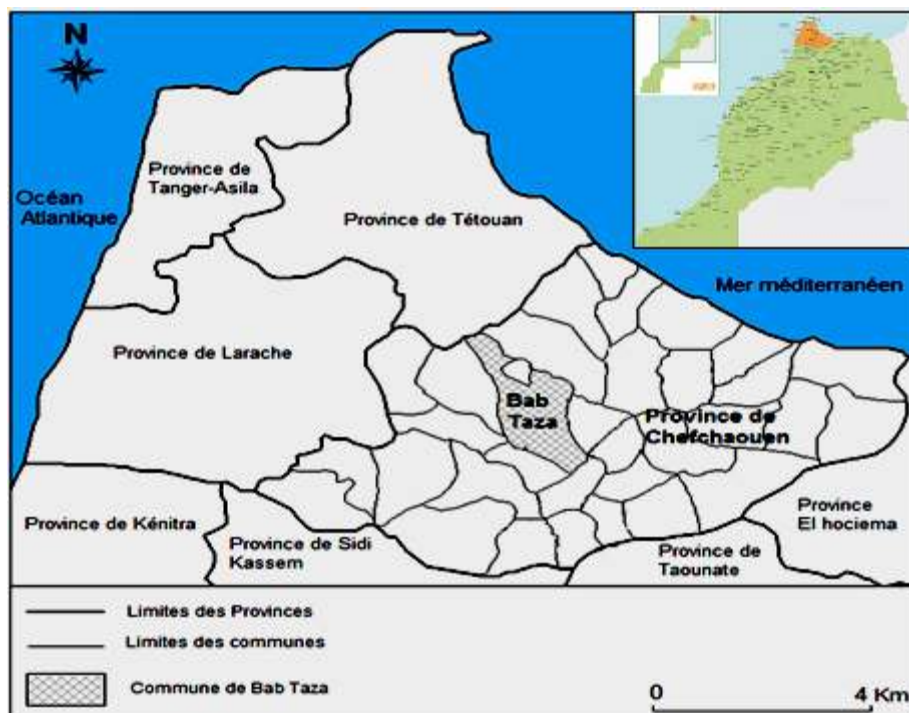 N
Océan
Atlantique
Province de
Tanger-Asila
Province de Tétouan
Mer méditerranéen
Province de Larache
Bab
Taza
Province de
Chefchaouen
Province
El hociema
Province de Kénitra
Province de Sidi
Kassem
Province de
Taounate
Limites des Provinces
Limites des communes
Commune de Bab Taza
0 4 Km